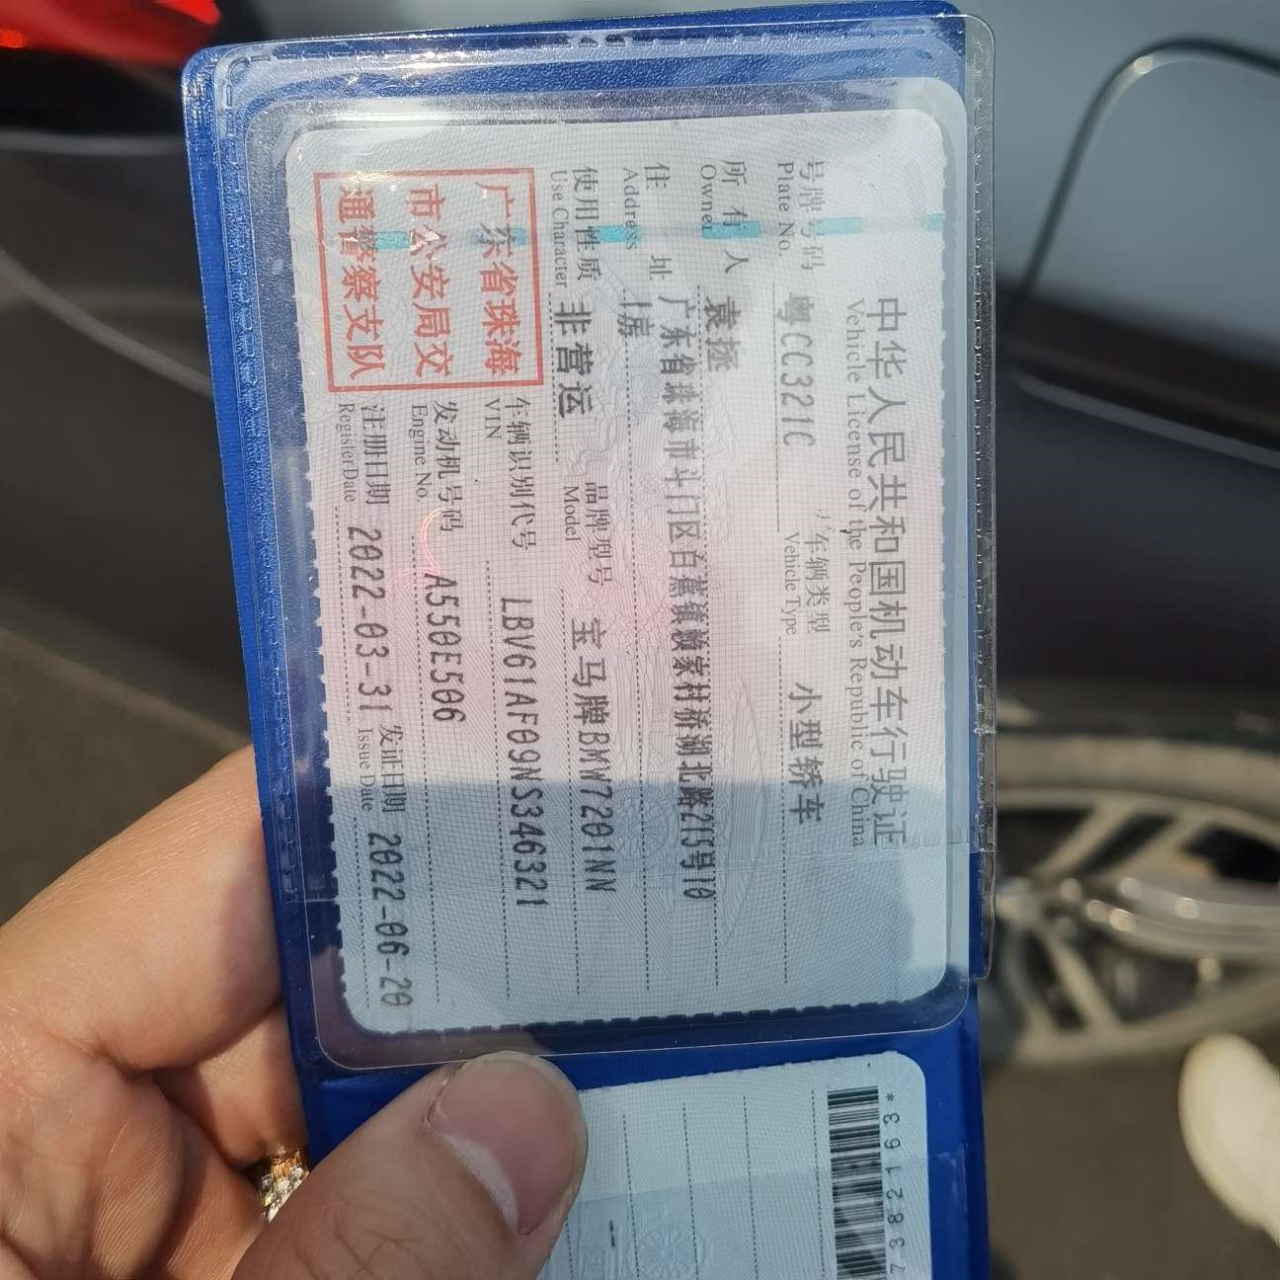 中华人民共和国机动车行驶证
Vehicle License of the People's Republic of China
号牌号码 粤CC321C 车辆类型 小型轿车
Plate No. Vehicle Type
所有人 袁拯
Owner
住址 广东省珠海市斗门区白蕉镇赖家村桥湖北路215号10
Address 1房
使用性质 非营运 品牌型号 宝马牌BMW7201NN
Use Character Model
广东省珠海
市公安局交
通警察支队
车辆识别代号 LBV61AF09NS346321
VIN
发动机号码 A550E506
Engine No.
注册日期 2022-03-31 发证日期 2022-06-20
Register Date Issue Date
7382163*